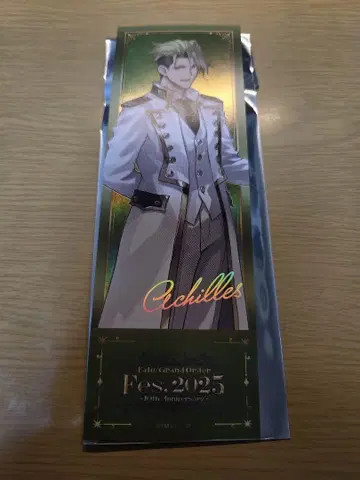 Achilles
Fate/Grand Order
Fes. 2025
-10th Anniversary-